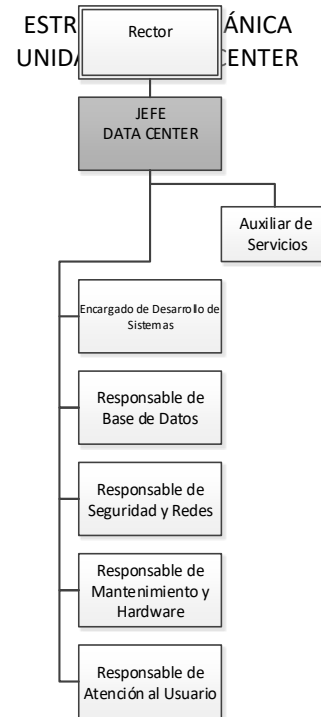 ESTR ÁNICA
UNIDA CENTER
Rector
JEFE
DATA CENTER
Auxiliar de
Servicios
Encargado de Desarrollo de
Sistemas
Responsable de
Base de Datos
Responsable de
Seguridad y Redes
Responsable de
Mantenimiento y
Hardware
Responsable de
Atención al Usuario